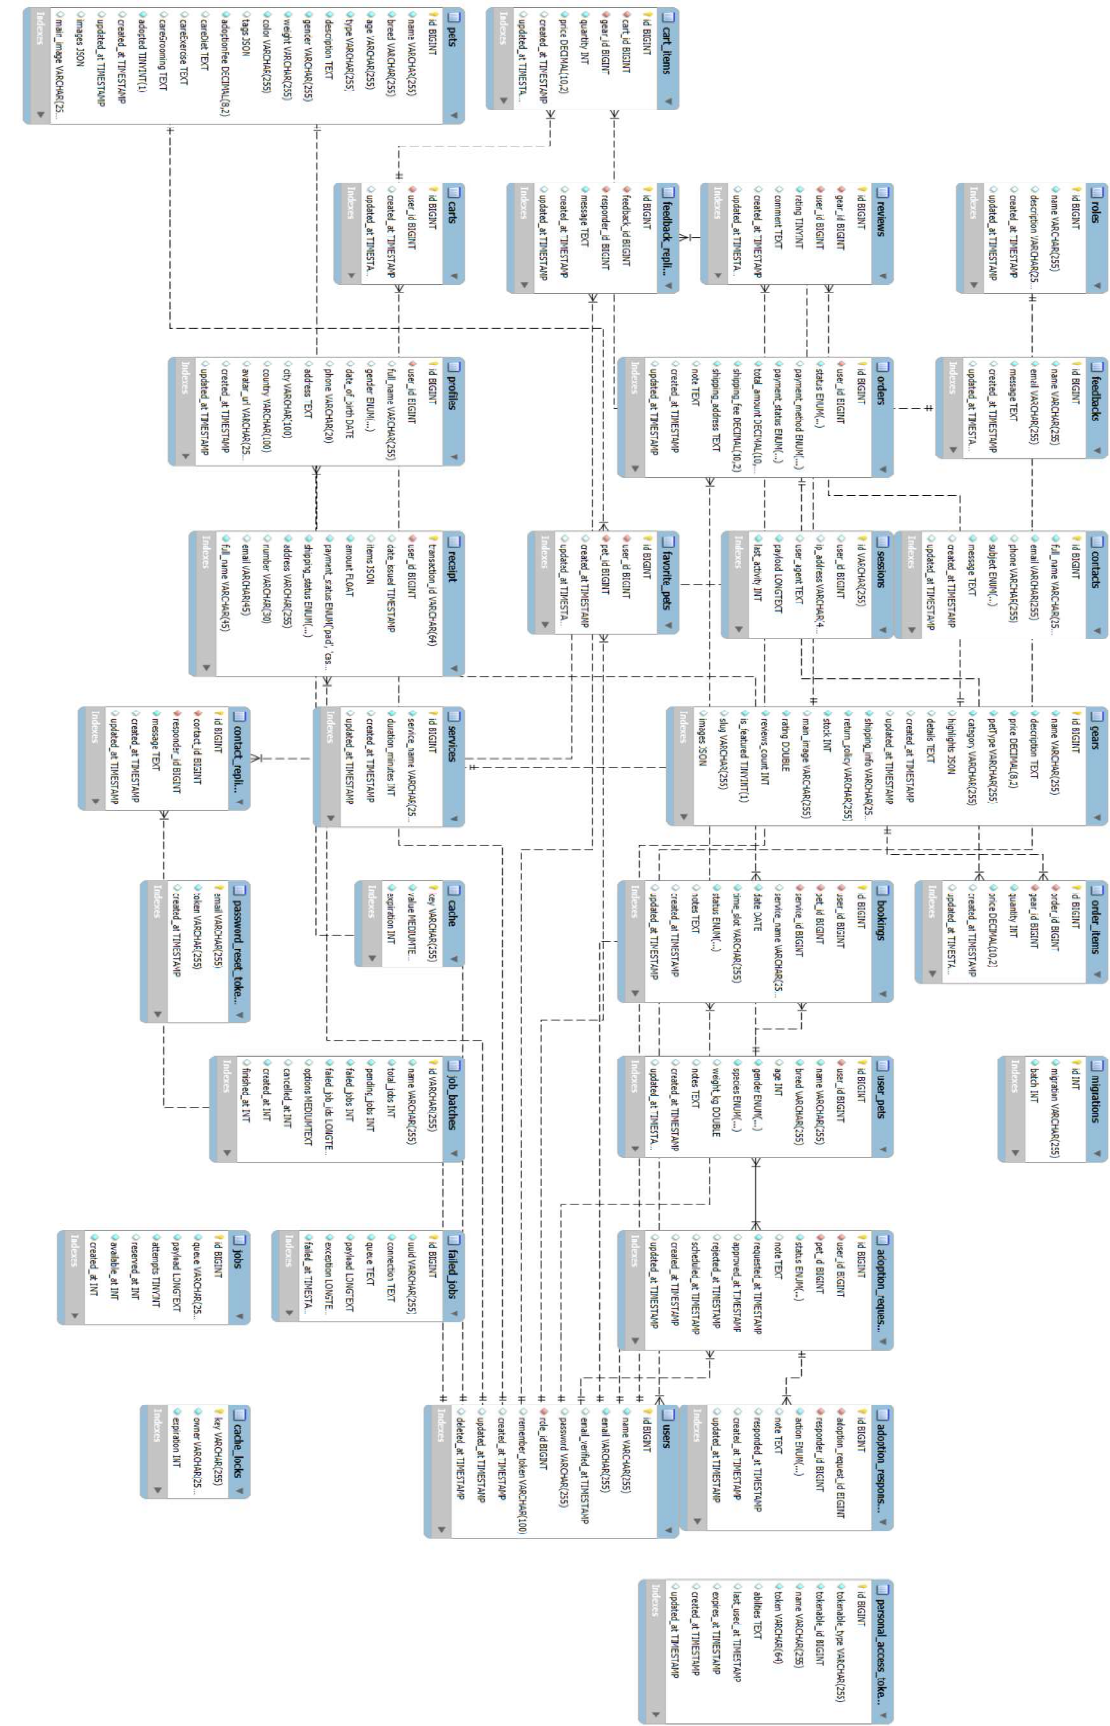 roles
id BIGINT
name VARCHAR(255)
description VARCHAR(25...
created_at TIMESTAMP
updated_at TIMESTAMP
Indexes
feedbacks
id BIGINT
name VARCHAR(255)
email VARCHAR(255)
message TEXT
created_at TIMESTAMP
updated_at TIMESTA...
Indexes
contacts
id BIGINT
full_name VARCHAR(25...
email VARCHAR(255)
phone VARCHAR(255)
subject ENUM(...)
message TEXT
created_at TIMESTAMP
updated_at TIMESTAMP
Indexes
gears
id BIGINT
name VARCHAR(255)
description TEXT
price DECIMAL(8,2)
petType VARCHAR(255)
category VARCHAR(255)
highlights JSON
details TEXT
created_at TIMESTAMP
updated_at TIMESTAMP
shipping_info VARCHAR(25...
return_policy VARCHAR(255)
stock INT
main_image VARCHAR(255)
rating DOUBLE
reviews_count INT
is_featured TINYINT(1)
slug VARCHAR(255)
images JSON
Indexes
order_items
id BIGINT
order_id BIGINT
gear_id BIGINT
quantity INT
price DECIMAL(10,2)
created_at TIMESTAMP
updated_at TIMESTA...
Indexes
migrations
id INT
migration VARCHAR(255)
batch INT
Indexes
reviews
id BIGINT
gear_id BIGINT
user_id BIGINT
rating TINYINT
comment TEXT
created_at TIMESTAMP
updated_at TIMESTA...
Indexes
orders
id BIGINT
user_id BIGINT
status ENUM(...)
payment_method ENUM(...)
payment_status ENUM(...)
total_amount DECIMAL(10,...
shipping_fee DECIMAL(10,2)
shipping_address TEXT
note TEXT
created_at TIMESTAMP
updated_at TIMESTAMP
Indexes
sessions
id VARCHAR(255)
user_id BIGINT
ip_address VARCHAR(4...
user_agent TEXT
payload LONGTEXT
last_activity INT
Indexes
bookings
id BIGINT
user_id BIGINT
pet_id BIGINT
service_id BIGINT
service_name VARCHAR(25...
date DATE
time_slot VARCHAR(255)
status ENUM(...)
notes TEXT
created_at TIMESTAMP
updated_at TIMESTAMP
Indexes
user_pets
id BIGINT
user_id BIGINT
name VARCHAR(255)
breed VARCHAR(255)
age INT
gender ENUM(...)
species ENUM(...)
weight_kg DOUBLE
notes TEXT
created_at TIMESTAMP
updated_at TIMESTA...
Indexes
adoption_reques...
id BIGINT
user_id BIGINT
pet_id BIGINT
status ENUM(...)
note TEXT
requested_at TIMESTAMP
approved_at TIMESTAMP
rejected_at TIMESTAMP
scheduled_at TIMESTAMP
created_at TIMESTAMP
updated_at TIMESTAMP
Indexes
adoption_respons...
id BIGINT
adoption_request_id BIGINT
responder_id BIGINT
action ENUM(...)
note TEXT
responded_at TIMESTAMP
created_at TIMESTAMP
updated_at TIMESTAMP
Indexes
personal_access_toke...
id BIGINT
tokenable_type VARCHAR(255)
tokenable_id BIGINT
name VARCHAR(255)
token VARCHAR(64)
abilities TEXT
last_used_at TIMESTAMP
expires_at TIMESTAMP
created_at TIMESTAMP
updated_at TIMESTAMP
Indexes
cart_items
id BIGINT
cart_id BIGINT
gear_id BIGINT
quantity INT
price DECIMAL(10,2)
created_at TIMESTAMP
updated_at TIMESTA...
Indexes
feedback_repli...
id BIGINT
feedback_id BIGINT
responder_id BIGINT
message TEXT
created_at TIMESTAMP
updated_at TIMESTAMP
Indexes
favorite_pets
id BIGINT
user_id BIGINT
pet_id BIGINT
created_at TIMESTAMP
updated_at TIMESTA...
Indexes
users
id BIGINT
name VARCHAR(255)
email VARCHAR(255)
email_verified_at TIMESTAMP
password VARCHAR(255)
role_id BIGINT
remember_token VARCHAR(100)
created_at TIMESTAMP
updated_at TIMESTAMP
deleted_at TIMESTAMP
Indexes
pets
id BIGINT
name VARCHAR(255)
breed VARCHAR(255)
age VARCHAR(255)
type VARCHAR(255)
description TEXT
gender VARCHAR(255)
weight VARCHAR(255)
color VARCHAR(255)
tags JSON
adoptionFee DECIMAL(8,2)
careDiet TEXT
careExercise TEXT
careGrooming TEXT
adopted TINYINT(1)
created_at TIMESTAMP
updated_at TIMESTAMP
images JSON
main_image VARCHAR(25...
Indexes
carts
id BIGINT
user_id BIGINT
created_at TIMESTAMP
updated_at TIMESTA...
Indexes
profiles
id BIGINT
user_id BIGINT
full_name VARCHAR(255)
gender ENUM(...)
date_of_birth DATE
phone VARCHAR(20)
address TEXT
city VARCHAR(100)
country VARCHAR(100)
avatar_url VARCHAR(25...
created_at TIMESTAMP
updated_at TIMESTAMP
Indexes
receipt
transaction_id VARCHAR(64)
user_id BIGINT
date_issued TIMESTAMP
items JSON
amount FLOAT
payment_status ENUM('paid', 'cas...
shipping_status ENUM(...)
address VARCHAR(255)
number VARCHAR(30)
email VARCHAR(45)
full_name VARCHAR(45)
Indexes
services
id BIGINT
service_name VARCHAR(25...
duration_minutes INT
created_at TIMESTAMP
updated_at TIMESTAMP
Indexes
cache
key VARCHAR(255)
value MEDIUMTE...
expiration INT
Indexes
job_batches
id VARCHAR(255)
name VARCHAR(255)
total_jobs INT
pending_jobs INT
failed_jobs INT
failed_job_ids LONGTE...
options MEDIUMTEXT
cancelled_at INT
created_at INT
finished_at INT
Indexes
failed_jobs
id BIGINT
uuid VARCHAR(255)
connection TEXT
queue TEXT
payload LONGTEXT
exception LONGTE...
failed_at TIMESTA...
Indexes
contact_repli...
id BIGINT
contact_id BIGINT
responder_id BIGINT
message TEXT
created_at TIMESTAMP
updated_at TIMESTAMP
Indexes
password_reset_toke...
email VARCHAR(255)
token VARCHAR(255)
created_at TIMESTAMP
Indexes
jobs
id BIGINT
queue VARCHAR(25...
payload LONGTEXT
attempts TINYINT
reserved_at INT
available_at INT
created_at INT
Indexes
cache_locks
key VARCHAR(255)
owner VARCHAR(25...
expiration INT
Indexes